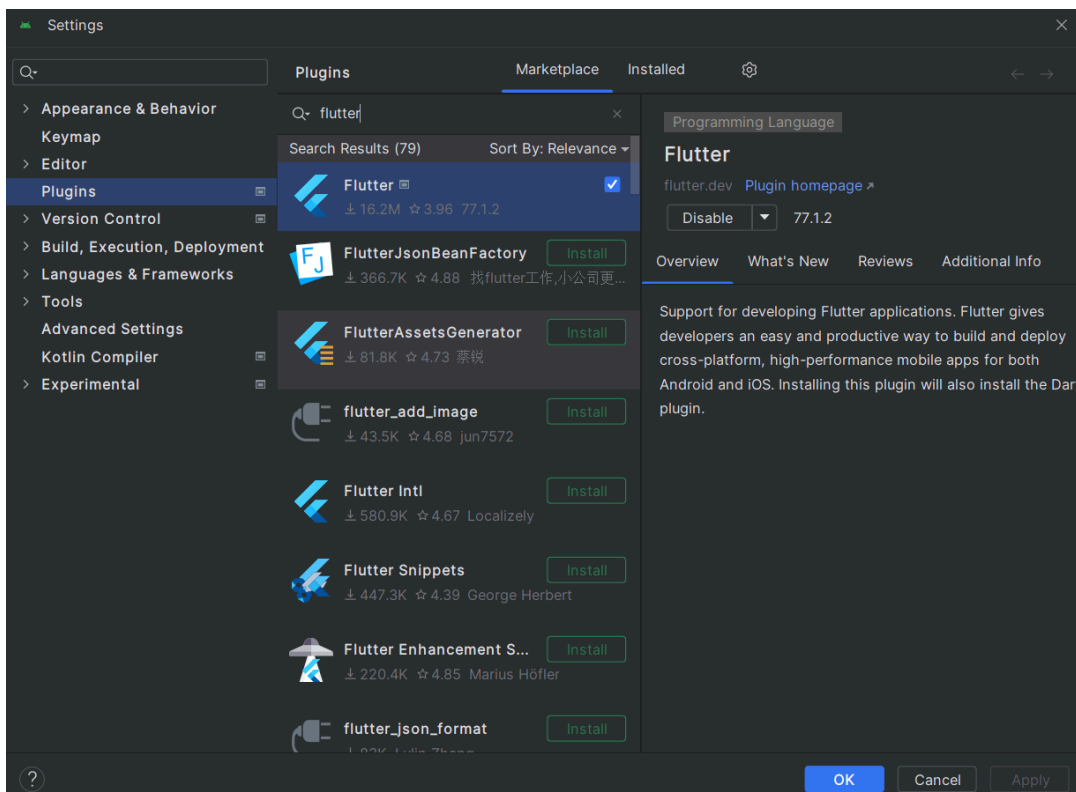 Settings
Plugins
Marketplace
Installed
Appearance & Behavior
Keymap
Editor
Plugins
Version Control
Build, Execution, Deployment
Languages & Frameworks
Tools
Advanced Settings
Kotlin Compiler
Experimental
flutter
Search Results (79) Sort By: Relevance
Flutter
16.2M 3.96 77.1.2
FlutterJsonBeanFactory Install
366.7K 4.88 找flutter工作,小公司更...
FlutterAssetsGenerator Install
81.8K 4.73 蔡锐
flutter_add_image Install
43.5K 4.68 jun7572
Flutter Intl Install
580.9K 4.67 Localizely
Flutter Snippets Install
447.3K 4.39 George Herbert
Flutter Enhancement S... Install
220.4K 4.85 Marius Höfler
flutter_json_format Install
Programming Language
Flutter
flutter.dev Plugin homepage
Disable 77.1.2
Overview What's New Reviews Additional Info
Support for developing Flutter applications. Flutter gives
developers an easy and productive way to build and deploy
cross-platform, high-performance mobile apps for both
Android and iOS. Installing this plugin will also install the Dar
plugin.
?
OK Cancel Apply